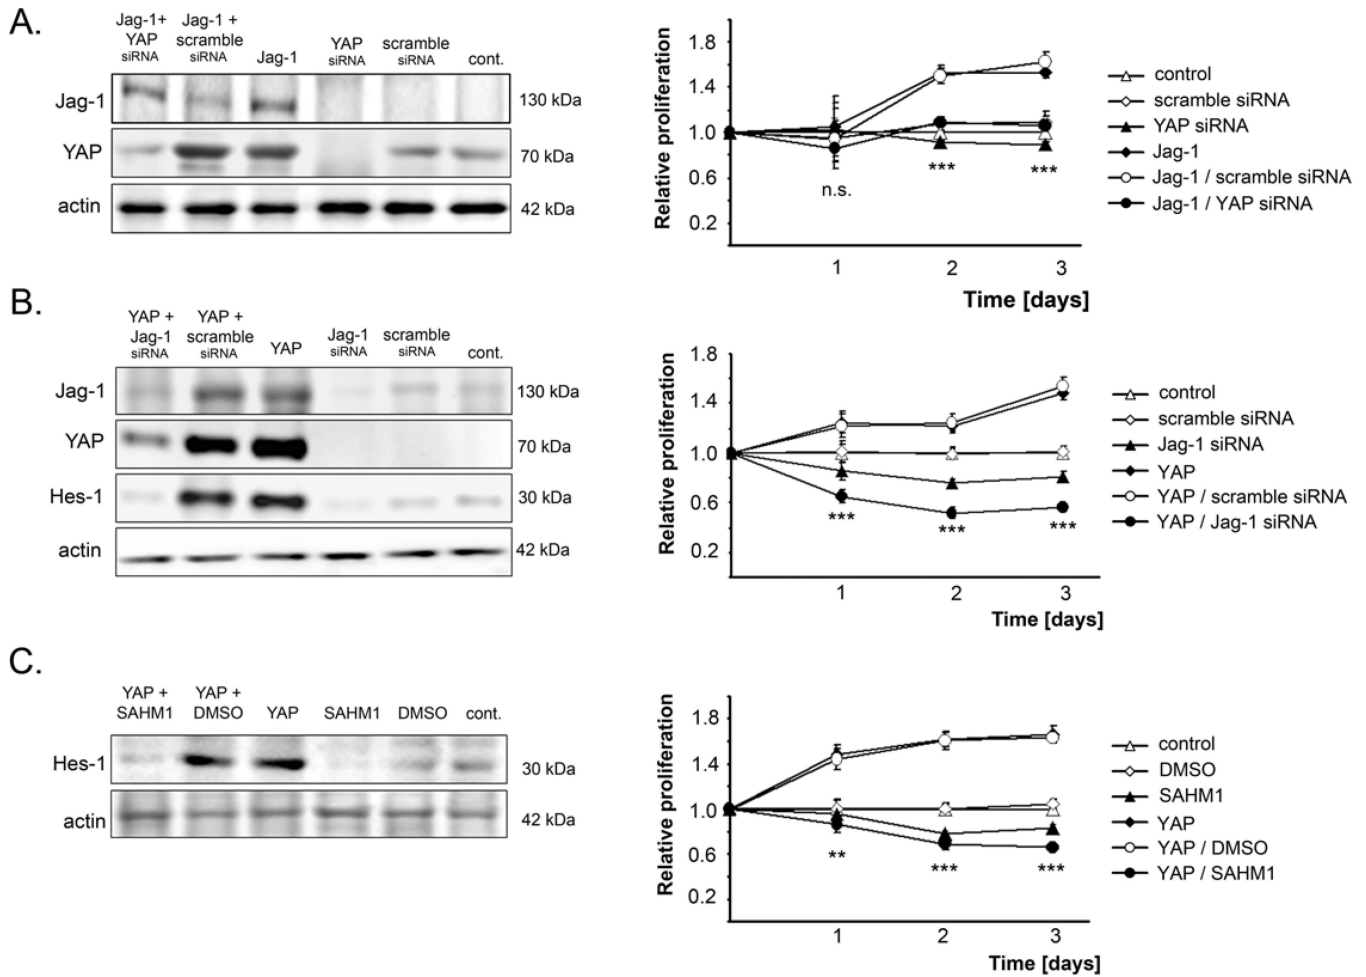 A.
Jag-1+
YAP
siRNA
Jag-1 +
scramble
siRNA
Jag-1
YAP
siRNA
scramble
siRNA
cont.
Jag-1
130 kDa
YAP
70 kDa
actin
42 kDa
Relative proliferation
1.8
1.4
1.0
0.6
0.2
n.s.
***
***
1
2
3
Time [days]
control
scramble siRNA
YAP siRNA
Jag-1
Jag-1 / scramble siRNA
Jag-1 / YAP siRNA
B.
YAP +
Jag-1
siRNA
YAP +
scramble
siRNA
YAP
Jag-1
siRNA
scramble
siRNA
cont.
Jag-1
130 kDa
YAP
70 kDa
Hes-1
30 kDa
actin
42 kDa
Relative proliferation
1.8
1.4
1.0
0.6
0.2
***
***
***
1
2
3
Time [days]
control
scramble siRNA
Jag-1 siRNA
YAP
YAP / scramble siRNA
YAP / Jag-1 siRNA
C.
YAP +
SAHM1
YAP +
DMSO
YAP
SAHM1
DMSO
cont.
Hes-1
30 kDa
actin
42 kDa
Relative proliferation
1.8
1.4
1.0
0.6
0.2
**
***
***
1
2
3
Time [days]
control
DMSO
SAHM1
YAP
YAP / DMSO
YAP / SAHM1